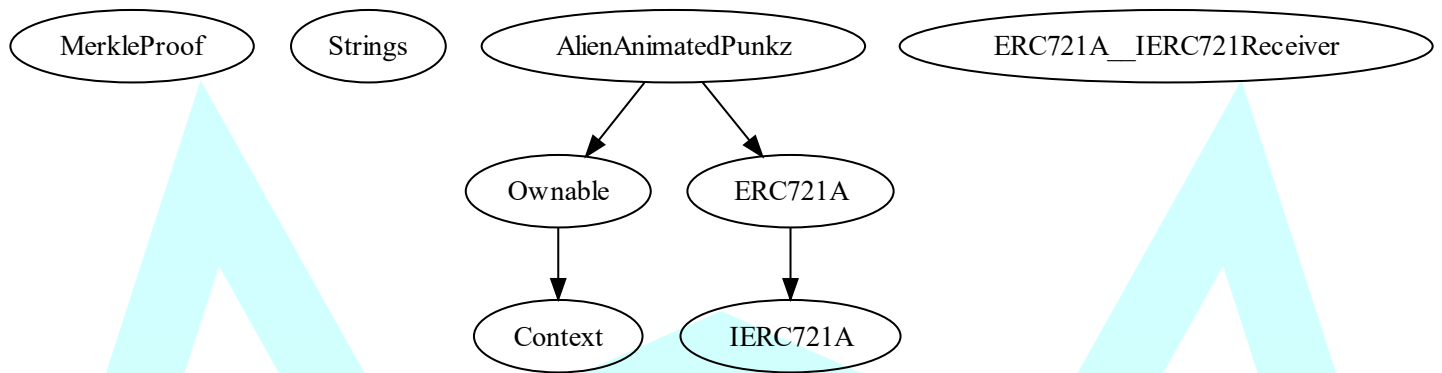 MerkleProof
Strings
AlienAnimatedPunkz
ERC721A__IERC721Receiver
Ownable
ERC721A
Context
IERC721A